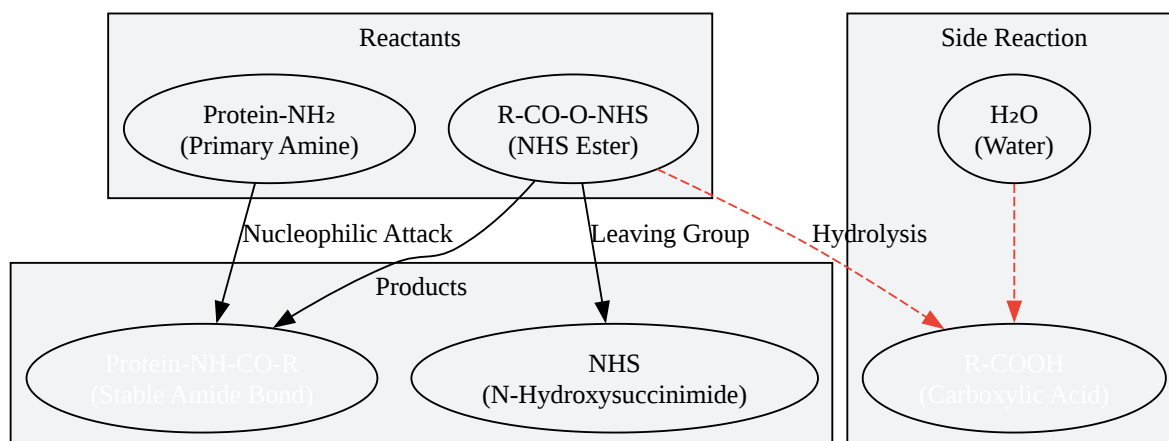 Reactants
Side Reaction
Protein-NH₂
(Primary Amine)
R-CO-O-NHS
(NHS Ester)
H₂O
(Water)
Nucleophilic Attack
Leaving Group
Hydrolysis
Products
Protein-NH-CO-R
(Stable Amide Bond)
NHS
(N-Hydroxysuccinimide)
R-COOH
(Carboxylic Acid)